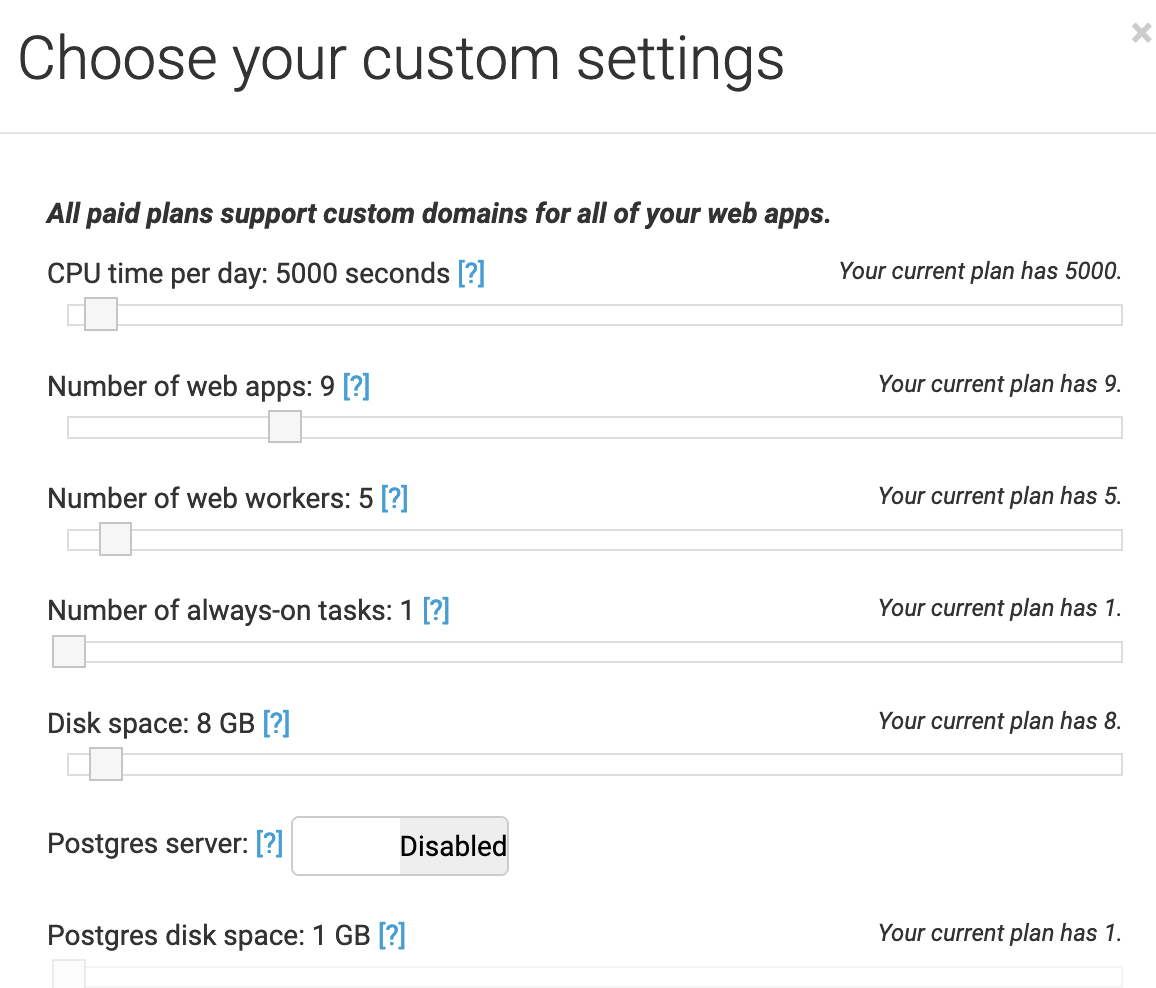 Choose your custom settings
×
All paid plans support custom domains for all of your web apps.
CPU time per day: 5000 seconds [?] Your current plan has 5000.
Number of web apps: 9 [?] Your current plan has 9.
Number of web workers: 5 [?] Your current plan has 5.
Number of always-on tasks: 1 [?] Your current plan has 1.
Disk space: 8 GB [?] Your current plan has 8.
Postgres server: [?] Disabled
Postgres disk space: 1 GB [?] Your current plan has 1.